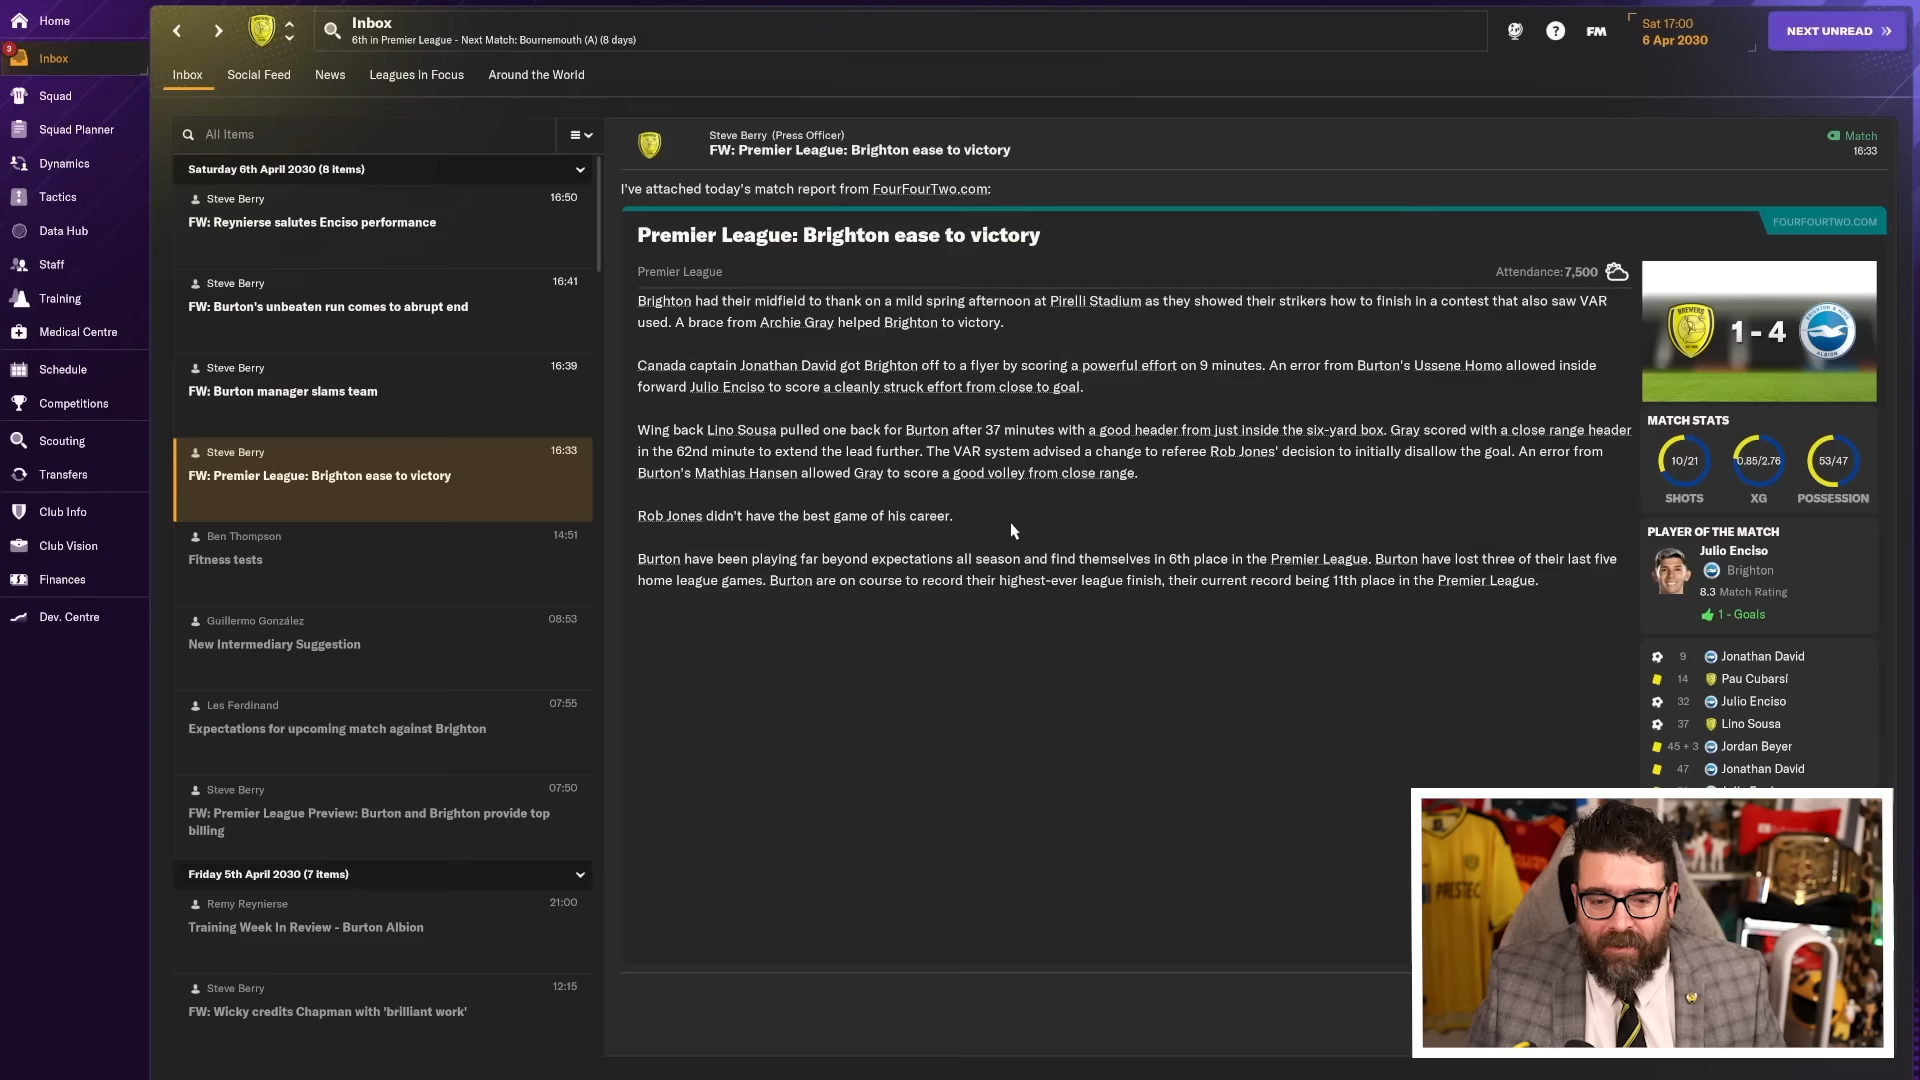 Home
3
Inbox
Squad
Squad Planner
Dynamics
Tactics
Data Hub
Staff
Training
Medical Centre
Schedule
Competitions
Scouting
Transfers
Club Info
Club Vision
Finances
Dev. Centre
Inbox
6th in Premier League - Next Match: Bournemouth (A) (8 days)
FM
Sat 17:00
6 Apr 2030
NEXT UNREAD
Inbox
Social Feed
News
Leagues in Focus
Around the World
All Items
Saturday 6th April 2030 (8 items)
Steve Berry
16:50
FW: Reynierse salutes Enciso performance
Steve Berry
16:41
FW: Burton's unbeaten run comes to abrupt end
Steve Berry
16:39
FW: Burton manager slams team
Steve Berry
16:33
FW: Premier League: Brighton ease to victory
Ben Thompson
14:51
Fitness tests
Guillermo González
08:53
New Intermediary Suggestion
Les Ferdinand
07:55
Expectations for upcoming match against Brighton
Steve Berry
07:50
FW: Premier League Preview: Burton and Brighton provide top
billing
Friday 5th April 2030 (7 items)
Remy Reynierse
21:00
Training Week In Review - Burton Albion
Steve Berry
12:15
FW: Wicky credits Chapman with 'brilliant work'
Steve Berry (Press Officer)
FW: Premier League: Brighton ease to victory
Match
16:33
I've attached today's match report from FourFourTwo.com:
FOURFOURTWO.COM
Premier League: Brighton ease to victory
Premier League
Attendance: 7,500
Brighton had their midfield to thank on a mild spring afternoon at Pirelli Stadium as they showed their strikers how to finish in a contest that also saw VAR
used. A brace from Archie Gray helped Brighton to victory.
Canada captain Jonathan David got Brighton off to a flyer by scoring a powerful effort on 9 minutes. An error from Burton's Ussene Homo allowed inside
forward Julio Enciso to score a cleanly struck effort from close to goal.
Wing back Lino Sousa pulled one back for Burton after 37 minutes with a good header from just inside the six-yard box. Gray scored with a close range header
in the 62nd minute to extend the lead further. The VAR system advised a change to referee Rob Jones' decision to initially disallow the goal. An error from
Burton's Mathias Hansen allowed Gray to score a good volley from close range.
Rob Jones didn't have the best game of his career.
Burton have been playing far beyond expectations all season and find themselves in 6th place in the Premier League. Burton have lost three of their last five
home league games. Burton are on course to record their highest-ever league finish, their current record being 11th place in the Premier League.
BREWERS
1 - 4
MATCH STATS
10/21
0.85/2.76
53/47
SHOTS
XG
POSSESSION
PLAYER OF THE MATCH
Julio Enciso
Brighton
8.3 Match Rating
1 - Goals
9 Jonathan David
14 Pau Cubarsí
32 Julio Enciso
37 Lino Sousa
45 + 3 Jordan Beyer
47 Jonathan David
PRESTEC